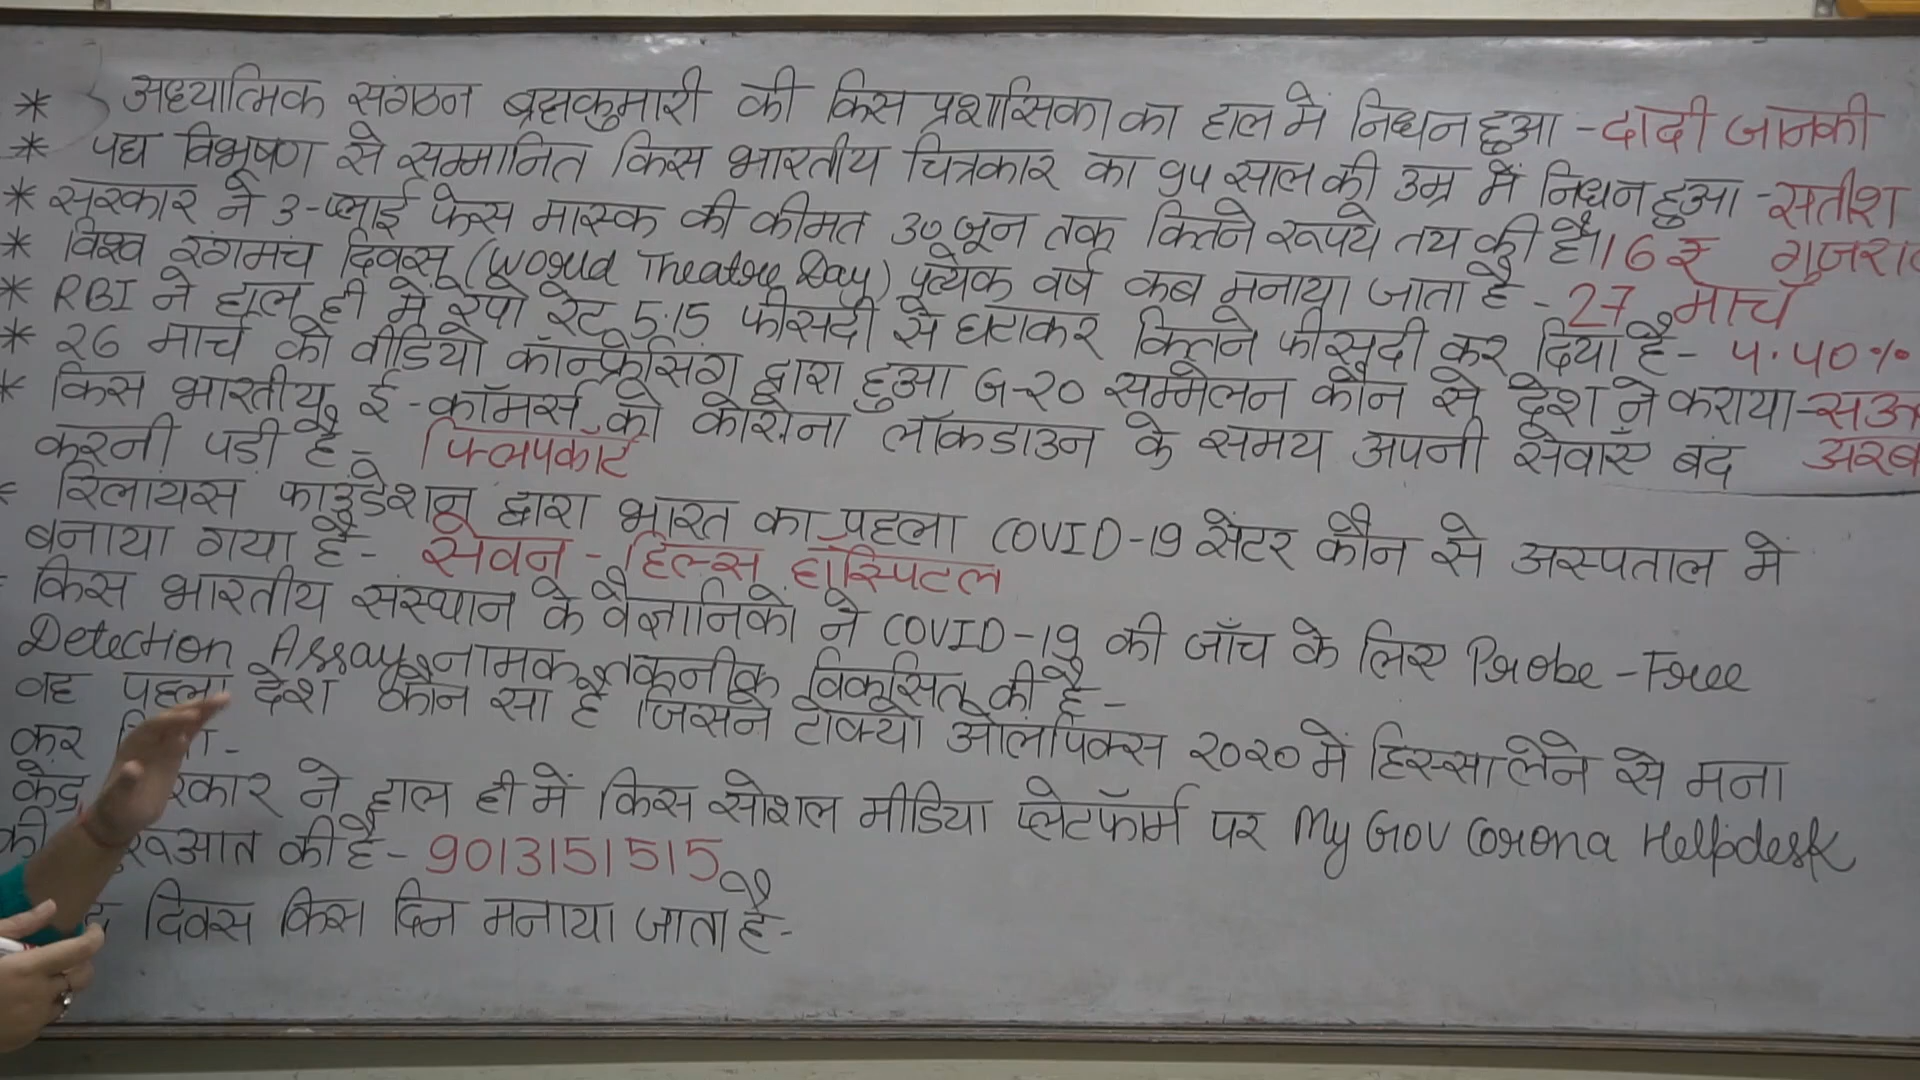 * अध्यात्मिक संगठन ब्रह्मकुमारी की किस प्रशासिका का हाल में निधन हुआ - दादी जानकी
* पद्म विभूषण से सम्मानित किस भारतीय चित्रकार का 95 साल की उम्र में निधन हुआ - सतीश
* सरकार ने 3-प्लाई फेस मास्क की कीमत 30 जून तक कितने रूपये तय की है। 16 ₹ गुजरा
* विश्व रंगमंच दिवस (World Theatre Day) प्रत्येक वर्ष कब मनाया जाता है - 27 मार्च
* RBI ने हाल ही में रेपो रेट 5.15 फीसदी से घटाकर कितने फीसदी कर दिया है - 4.40%
* 26 मार्च को वीडियो कॉन्फ्रेंसिंग द्वारा हुआ G-20 सम्मेलन कौन से देश ने कराया - सऊ
* किस भारतीय ई-कॉमर्स को कोरोना लॉकडाउन के समय अपनी सेवाएँ बंद अरब
करनी पड़ी है - फ्लिपकार्ट
* रिलायंस फाउंडेशन द्वारा भारत का पहला COVID-19 सेंटर कौन से अस्पताल में
बनाया गया है - सेवन - हिल्स हॉस्पिटल
किस भारतीय संस्थान के वैज्ञानिकों ने COVID-19 की जाँच के लिए Probe-Free
Detection Assay नामक तकनीक विकसित की है -
वह पहला देश कौन सा है जिसने टोक्यो ओलंपिक्स 2020 में हिस्सा लेने से मना
कर
केंद्र रकार ने हाल ही में किस सोशल मीडिया प्लेटफॉर्म पर My Gov Corona Helpdesk
की रूआत की है - 9013151515
दिवस किस दिन मनाया जाता है -